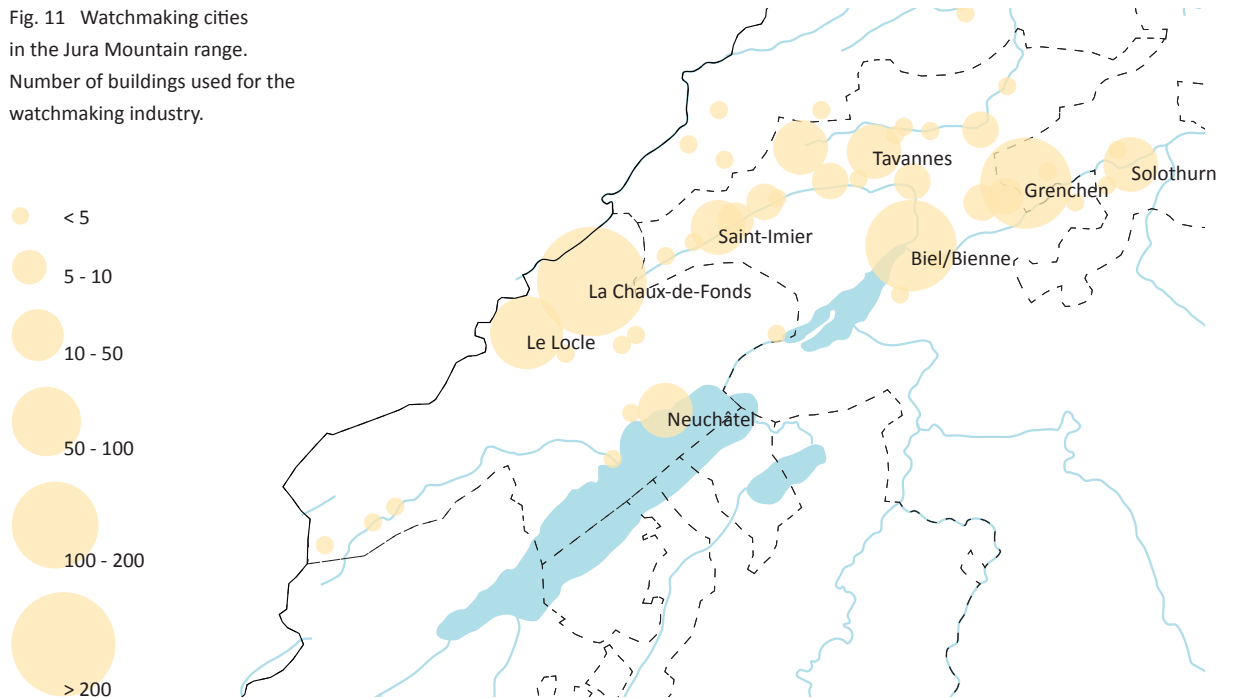 Fig. 11 Watchmaking cities
in the Jura Mountain range.
Number of buildings used for the
watchmaking industry.
< 5
5 - 10
10 - 50
50 - 100
100 - 200
> 200
Tavannes
Solothurn
Grenchen
Saint-Imier
Biel/Bienne
La Chaux-de-Fonds
Le Locle
Neuchâtel